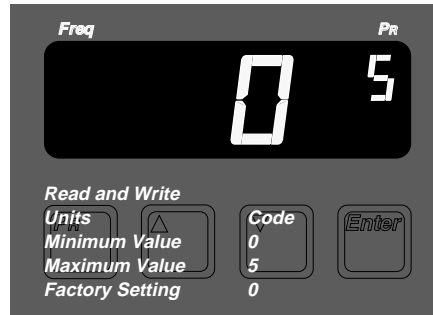 Freq PR
0 5
Read and Write
PR
Units Code Enter
Minimum Value 0
Maximum Value 5
Factory Setting 0